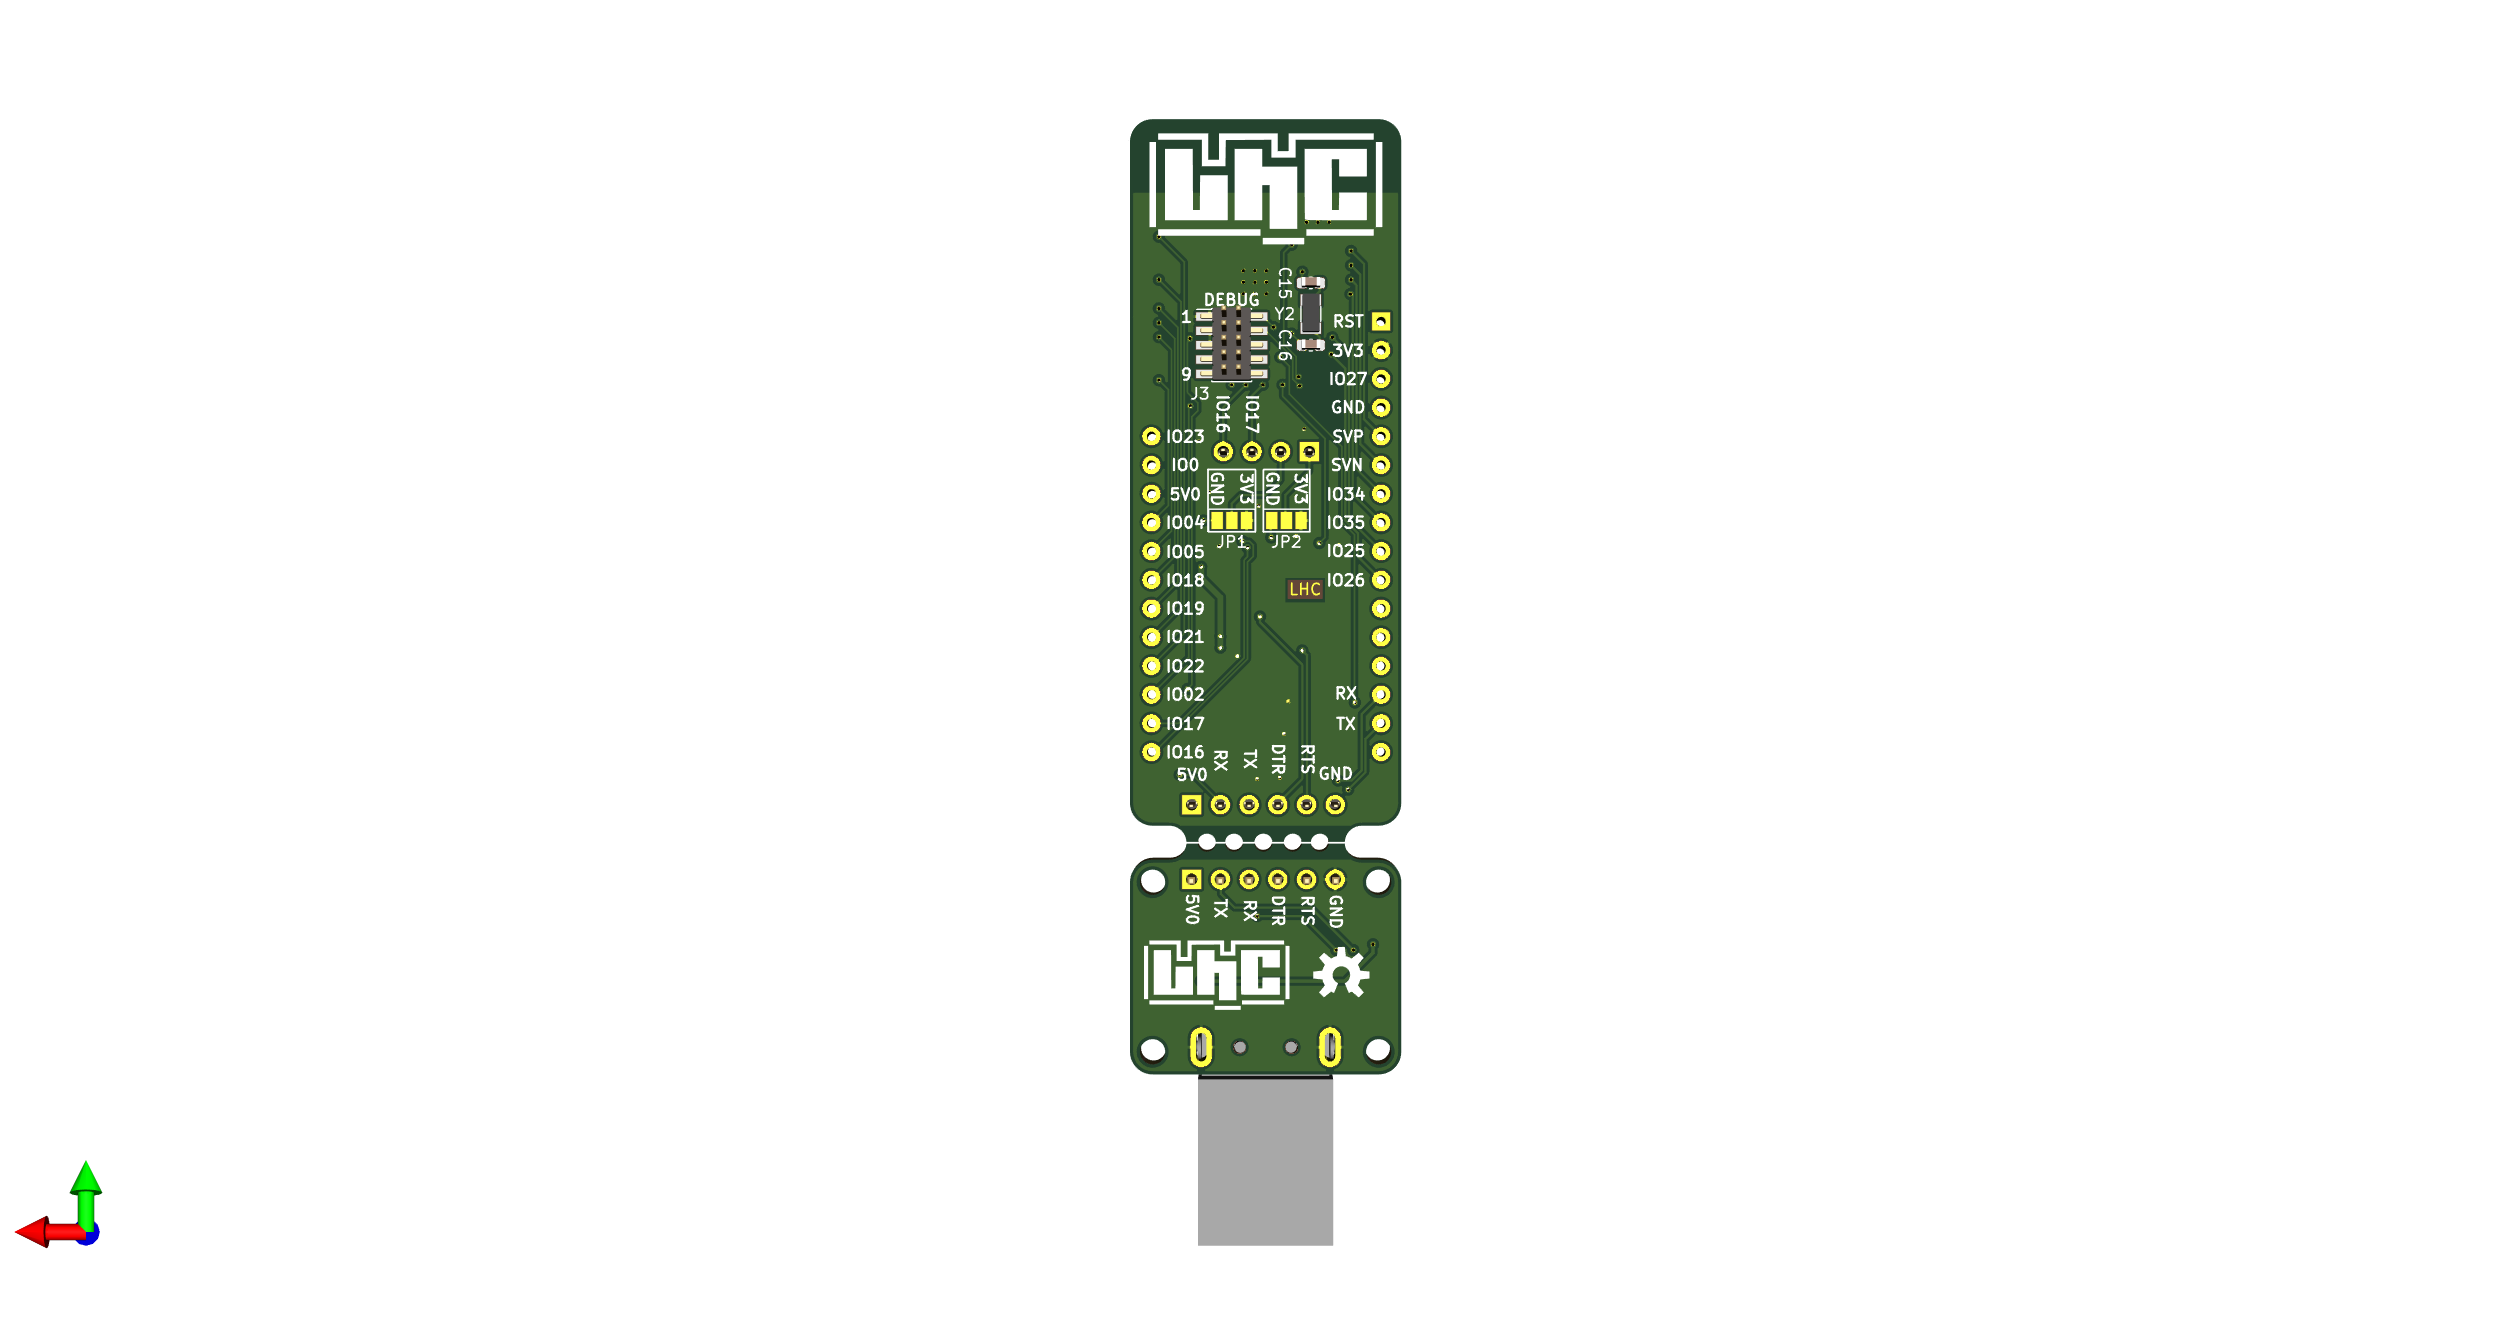 LHC
C15
DEBUG
1
Y2
RST
C16
3V3
9
IO27
J3
IO16
IO17
GND
IO23
SVP
IO0
SVN
5V0
GND
3V3
GND
3V3
IO34
IO04
IO35
JP1
JP2
IO05
IO25
IO18
LHC
IO26
IO19
IO21
IO22
IO02
RX
IO17
TX
IO16
RX
TX
DTR
RTS
5V0
GND
5V0
TX
RX
DTR
RTS
GND
LHC